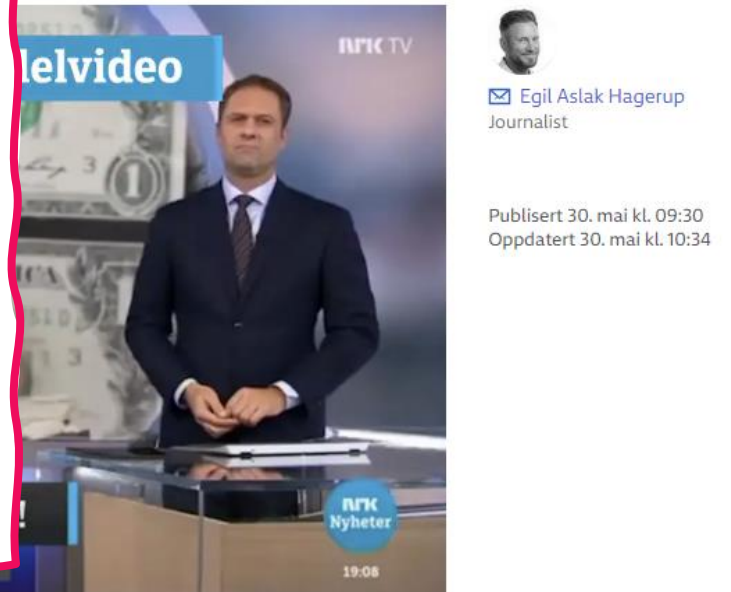 lelvideo
nrk TV
!
nrk
Nyheter
19:08
Egil Aslak Hagerup
Journalist
Publisert 30. mai kl. 09:30
Oppdatert 30. mai kl. 10:34